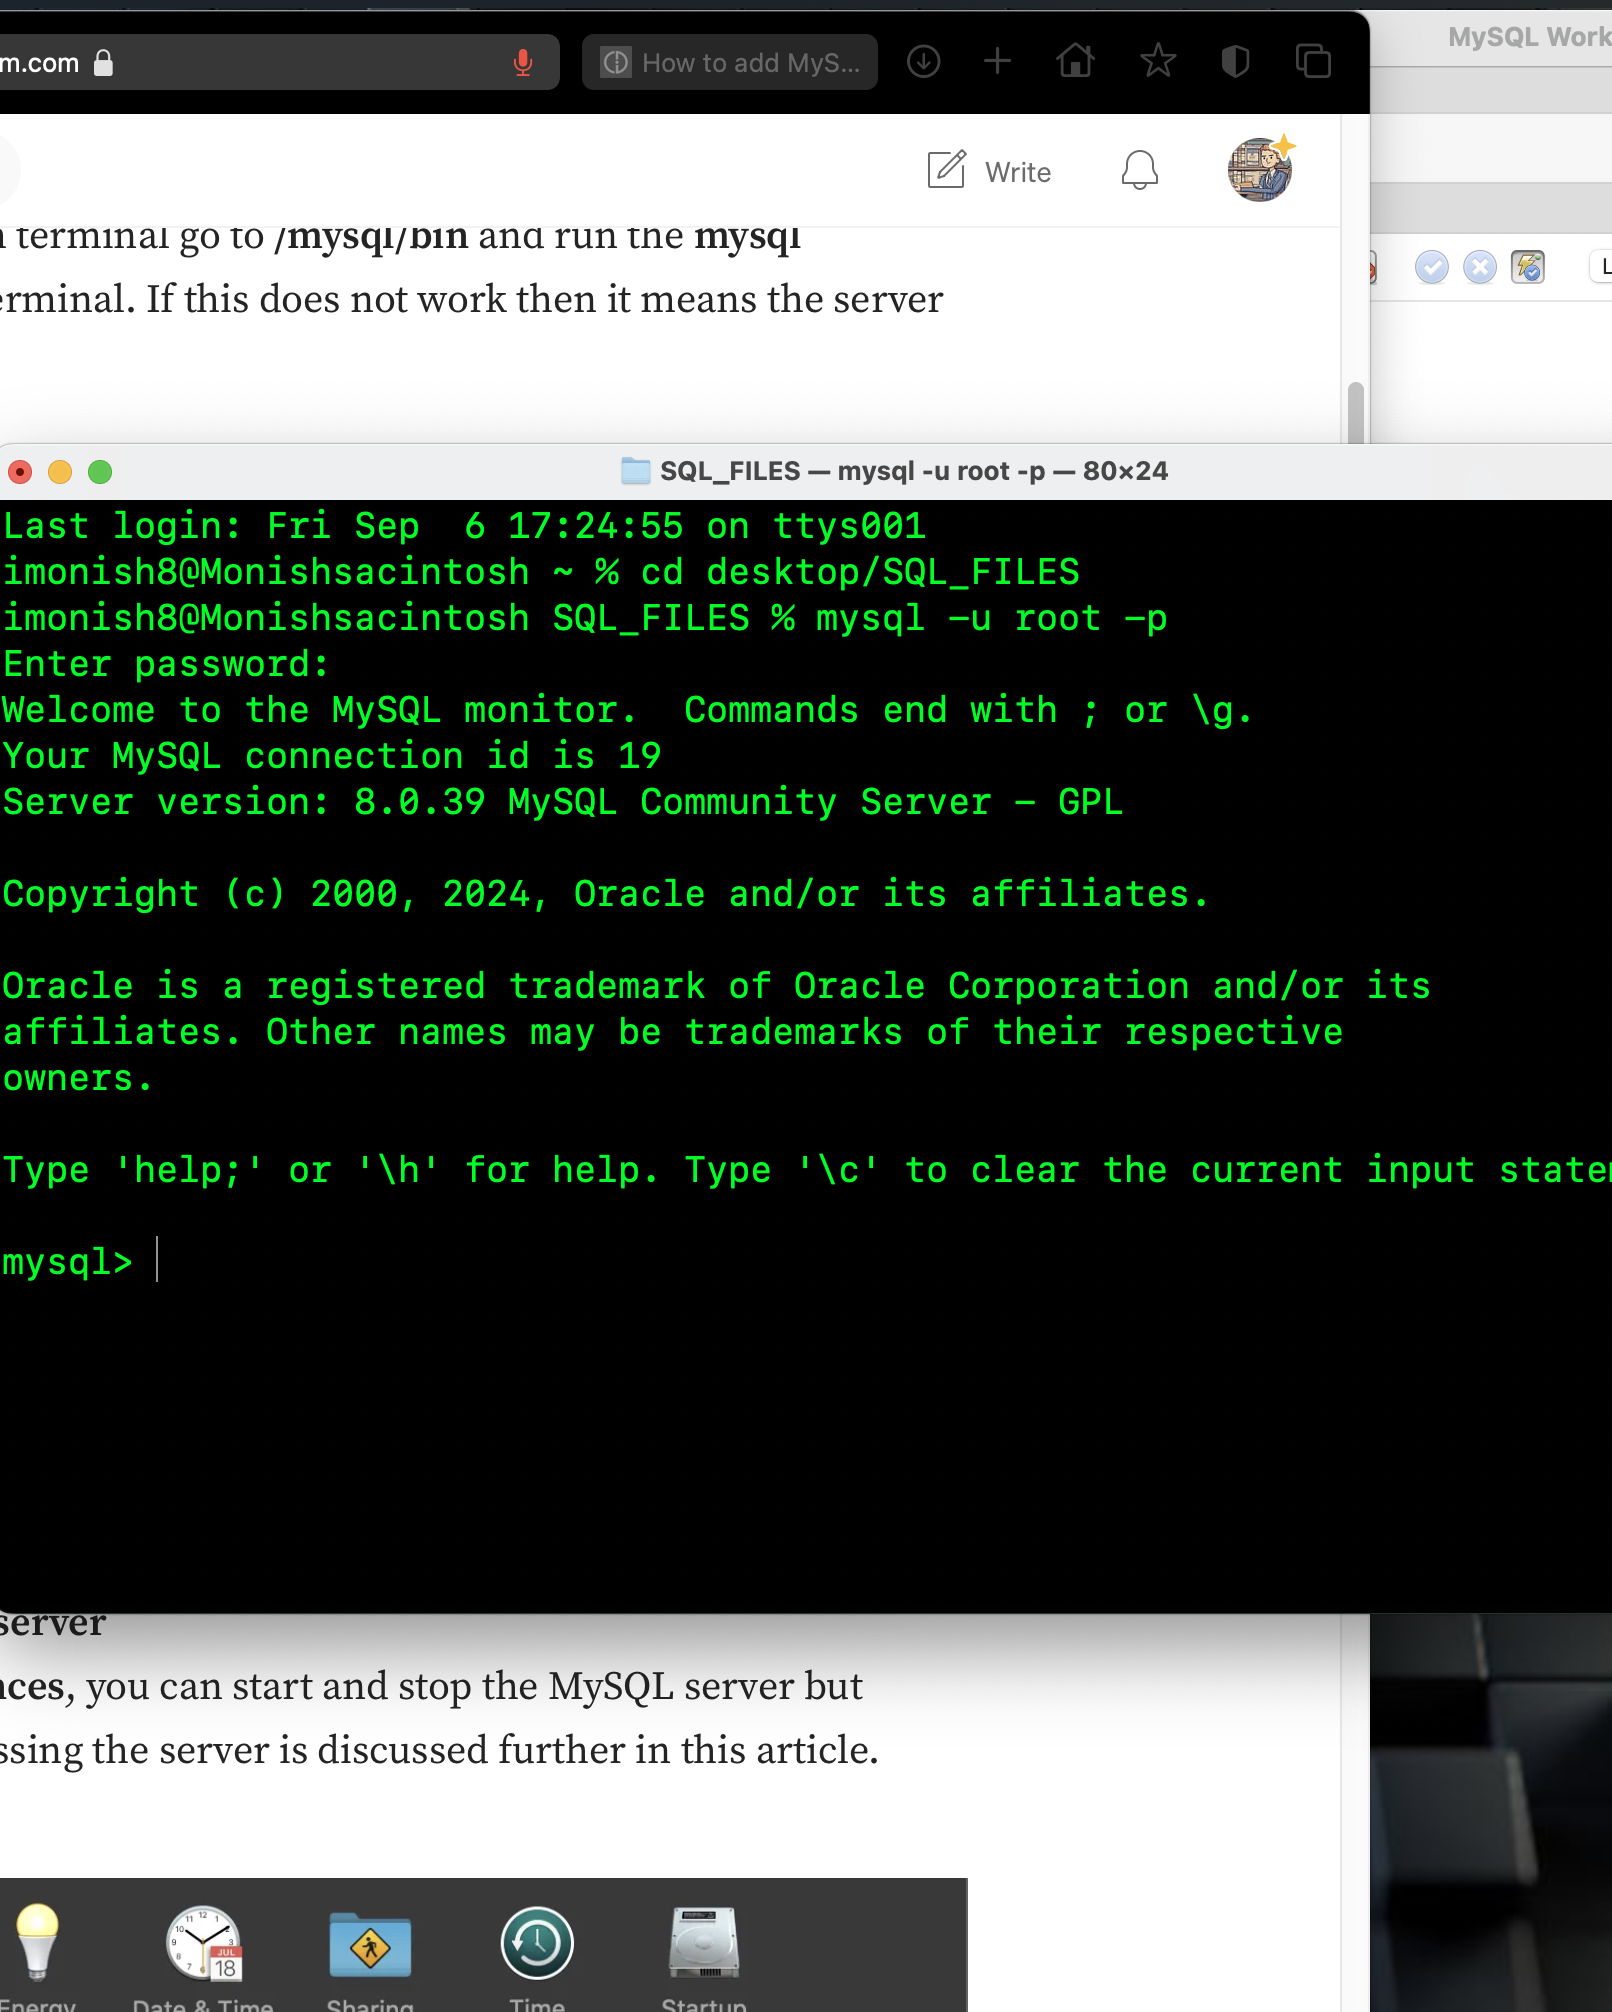 m.com
How to add MyS...
MySQL Work
Write
terminal go to /mysql/bin and run the mysql
erminal. If this does not work then it means the server
SQL_FILES — mysql -u root -p — 80×24
Last login: Fri Sep  6 17:24:55 on ttys001
imonish8@Monishsacintosh ~ % cd desktop/SQL_FILES
imonish8@Monishsacintosh SQL_FILES % mysql -u root -p
Enter password:
Welcome to the MySQL monitor.  Commands end with ; or \g.
Your MySQL connection id is 19
Server version: 8.0.39 MySQL Community Server - GPL
Copyright (c) 2000, 2024, Oracle and/or its affiliates.
Oracle is a registered trademark of Oracle Corporation and/or its
affiliates. Other names may be trademarks of their respective
owners.
Type 'help;' or '\h' for help. Type '\c' to clear the current input state
mysql>
server
nces, you can start and stop the MySQL server but
ssing the server is discussed further in this article.
JUL
18
Energy
Date & Time
Sharing
Time
Startup